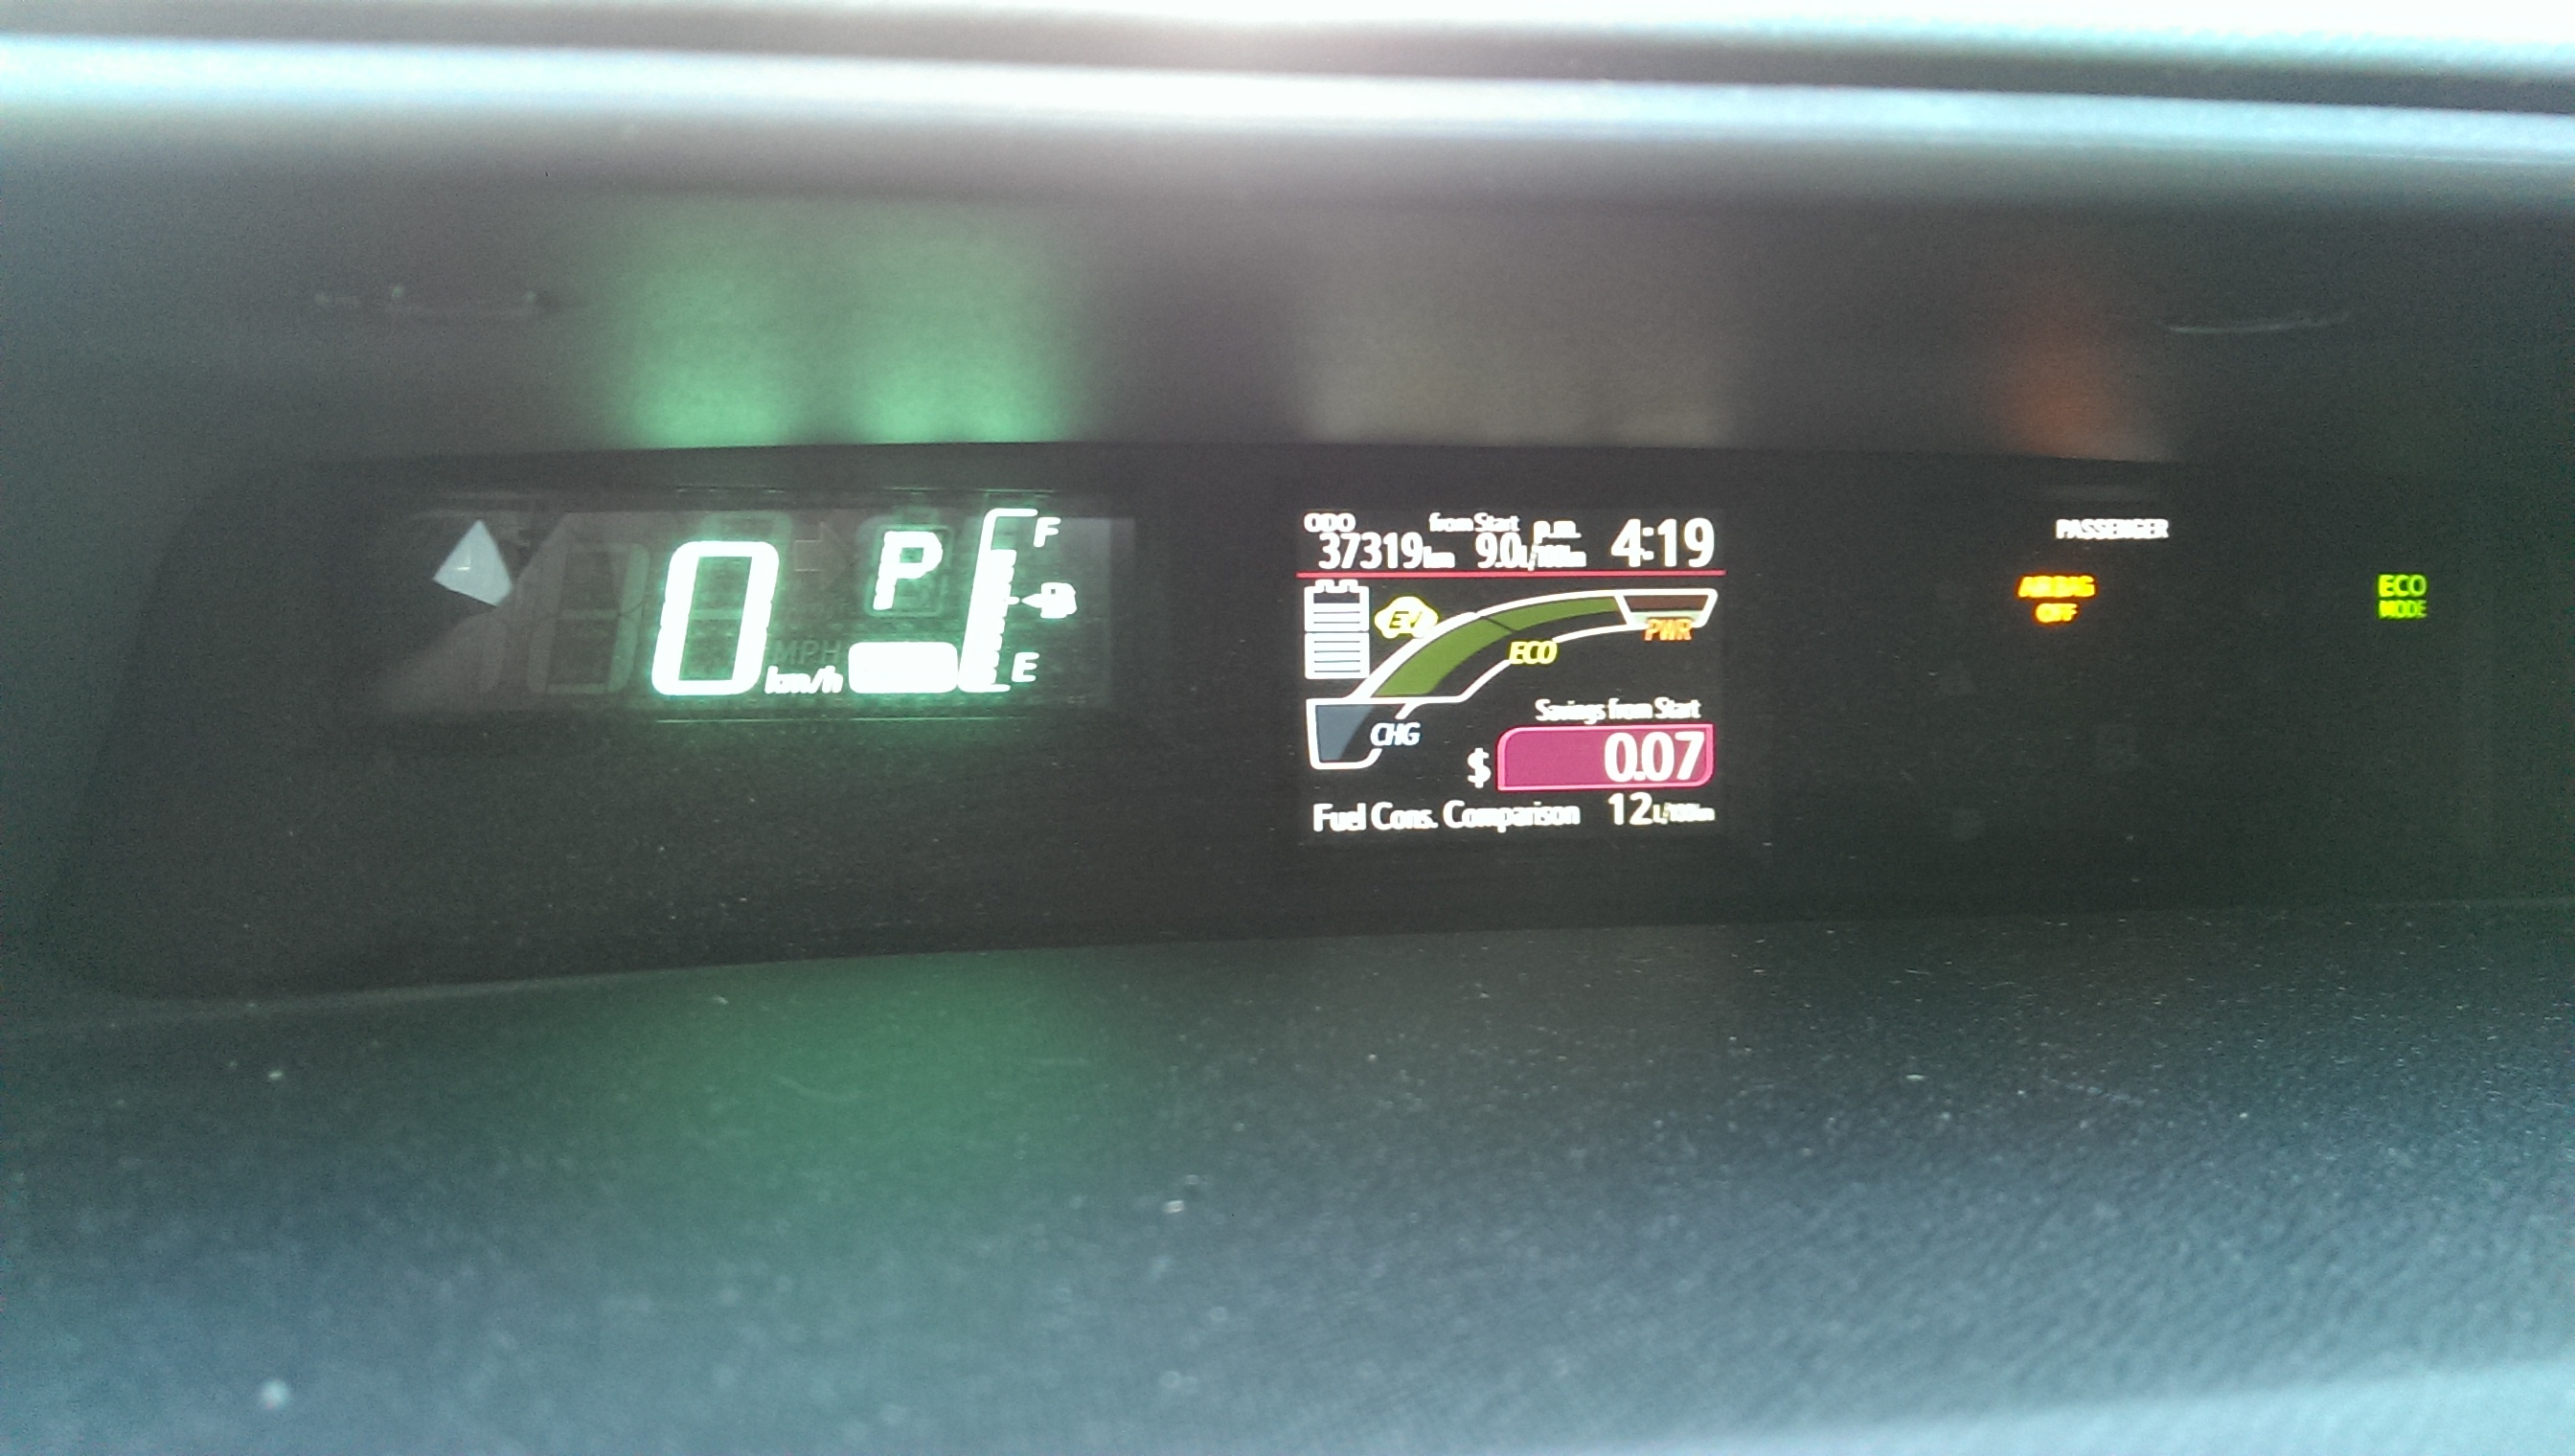 0 km/h
MPH
P
F
E
ODO from Start p.m. 4:19
37319km 9.0L/100km
EV
ECO
PWR
CHG
Savings from Start
$ 0.07
Fuel Cons. Comparison 12L/100km
PASSENGER
AIRBAG
OFF
ECO
MODE